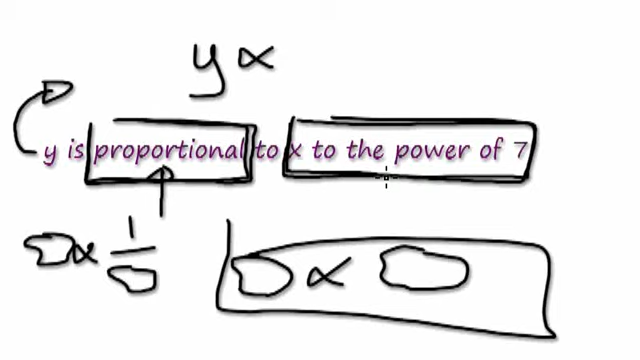 y ∝
y is proportional to x to the power of 7
∝ 1 ∝